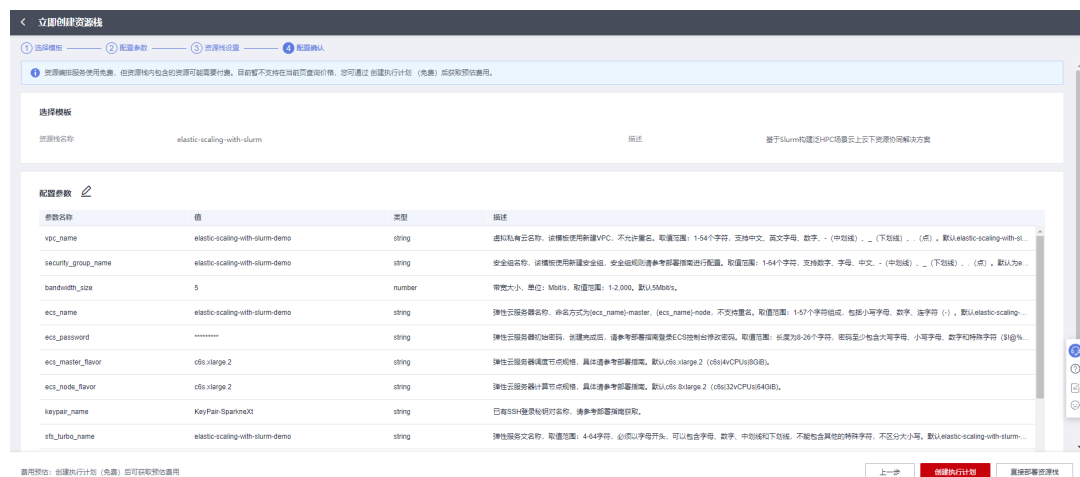 立即创建资源栈
1 选择模板 2 配置参数 3 资源栈设置 4 配置确认
资源编排服务使用免费，但资源栈内包含的资源可能需要付费。目前暂不支持在当前页查询价格，您可通过 创建执行计划 （免费）后获取预估费用。
选择模板
资源栈名称 elastic-scaling-with-slurm 描述 基于Slurm构建泛HPC场景云上云下资源协同解决方案
配置参数
参数名称 值 类型 描述
vpc_name elastic-scaling-with-slurm-demo string 虚拟私有云名称，该模板使用新建VPC，不允许重名。取值范围：1-54个字符，支持中文、英文字母、数字、-（中划线）、_（下划线）、.（点）。默认elastic-scaling-with-sl...
security_group_name elastic-scaling-with-slurm-demo string 安全组名称，该模板使用新建安全组，安全组规则请参考部署指南进行配置。取值范围：1-64个字符，支持数字、字母、中文、-（中划线）、_（下划线）、.（点）。默认为e...
bandwidth_size 5 number 带宽大小，单位：Mbit/s，取值范围：1-2,000。默认5Mbit/s。
ecs_name elastic-scaling-with-slurm-demo string 弹性云服务器名称，命名方式为{ecs_name}-master，{ecs_name}-node，不支持重名。取值范围：1-57个字符组成，包括小写字母、数字、连字符（-）。默认elastic-scaling-...
ecs_password ********* string 弹性云服务器初始密码，创建完成后，请参考部署指南登录ECS控制台修改密码。取值范围：长度为8-26个字符，密码至少包含大写字母、小写字母、数字和特殊字符（$!@%...
ecs_master_flavor c6s.xlarge.2 string 弹性云服务器调度节点规格，具体请参考部署指南。默认c6s.xlarge.2（c6s|4vCPUs|8GiB）。
ecs_node_flavor c6s.xlarge.2 string 弹性云服务器计算节点规格，具体请参考部署指南。默认c6s.8xlarge.2（c6s|32vCPUs|64GiB）。
keypair_name KeyPair-SparkneXt string 已有SSH登录秘钥对名称，请参考部署指南获取。
sfs_turbo_name elastic-scaling-with-slurm-demo string 弹性服务文名称，取值范围：4-64字符，必须以字母开头，可以包含字母、数字、中划线和下划线，不能包含其他的特殊字符，不区分大小写。默认elastic-scaling-with-slurm-...
费用预估：创建执行计划（免费）后可获取预估费用 上一步 创建执行计划 直接部署资源栈